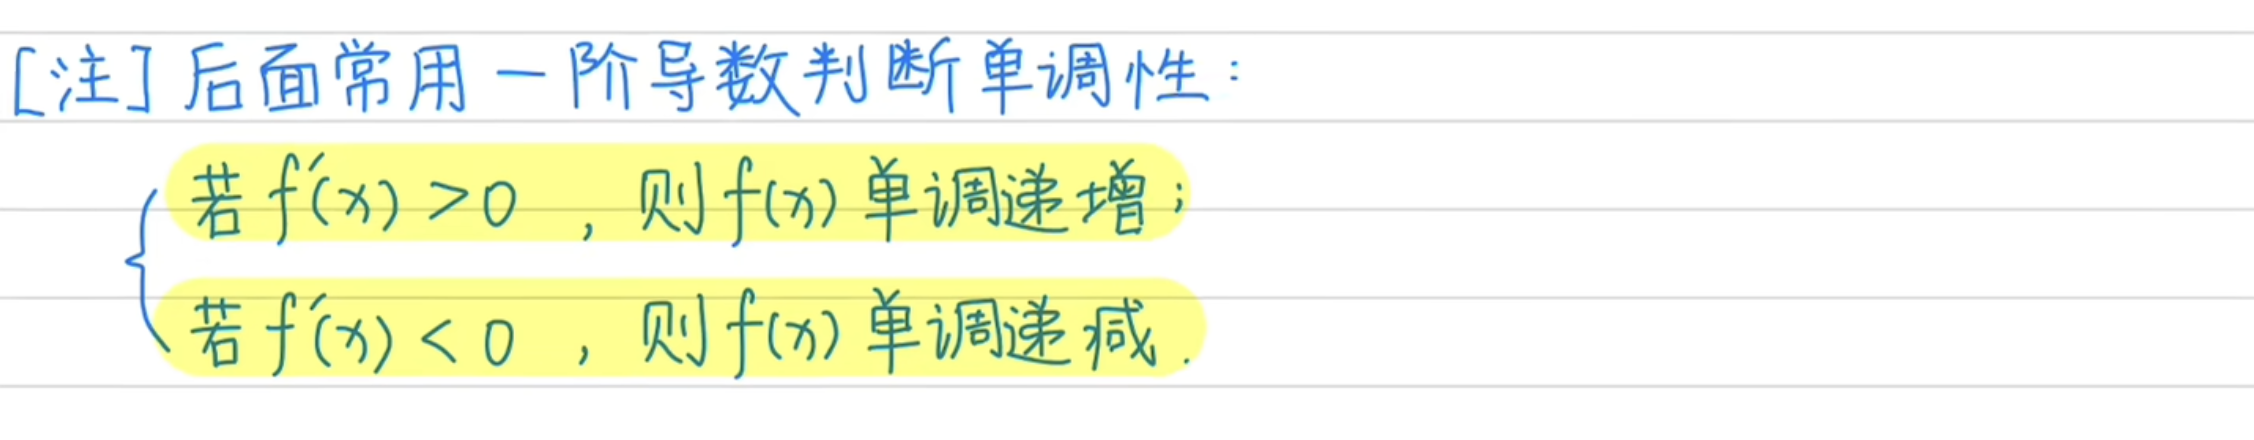 [注] 后面常用一阶导数判断单调性:
若 f'(x) > 0 , 则 f(x) 单调递增;
若 f'(x) < 0 , 则 f(x) 单调递减.